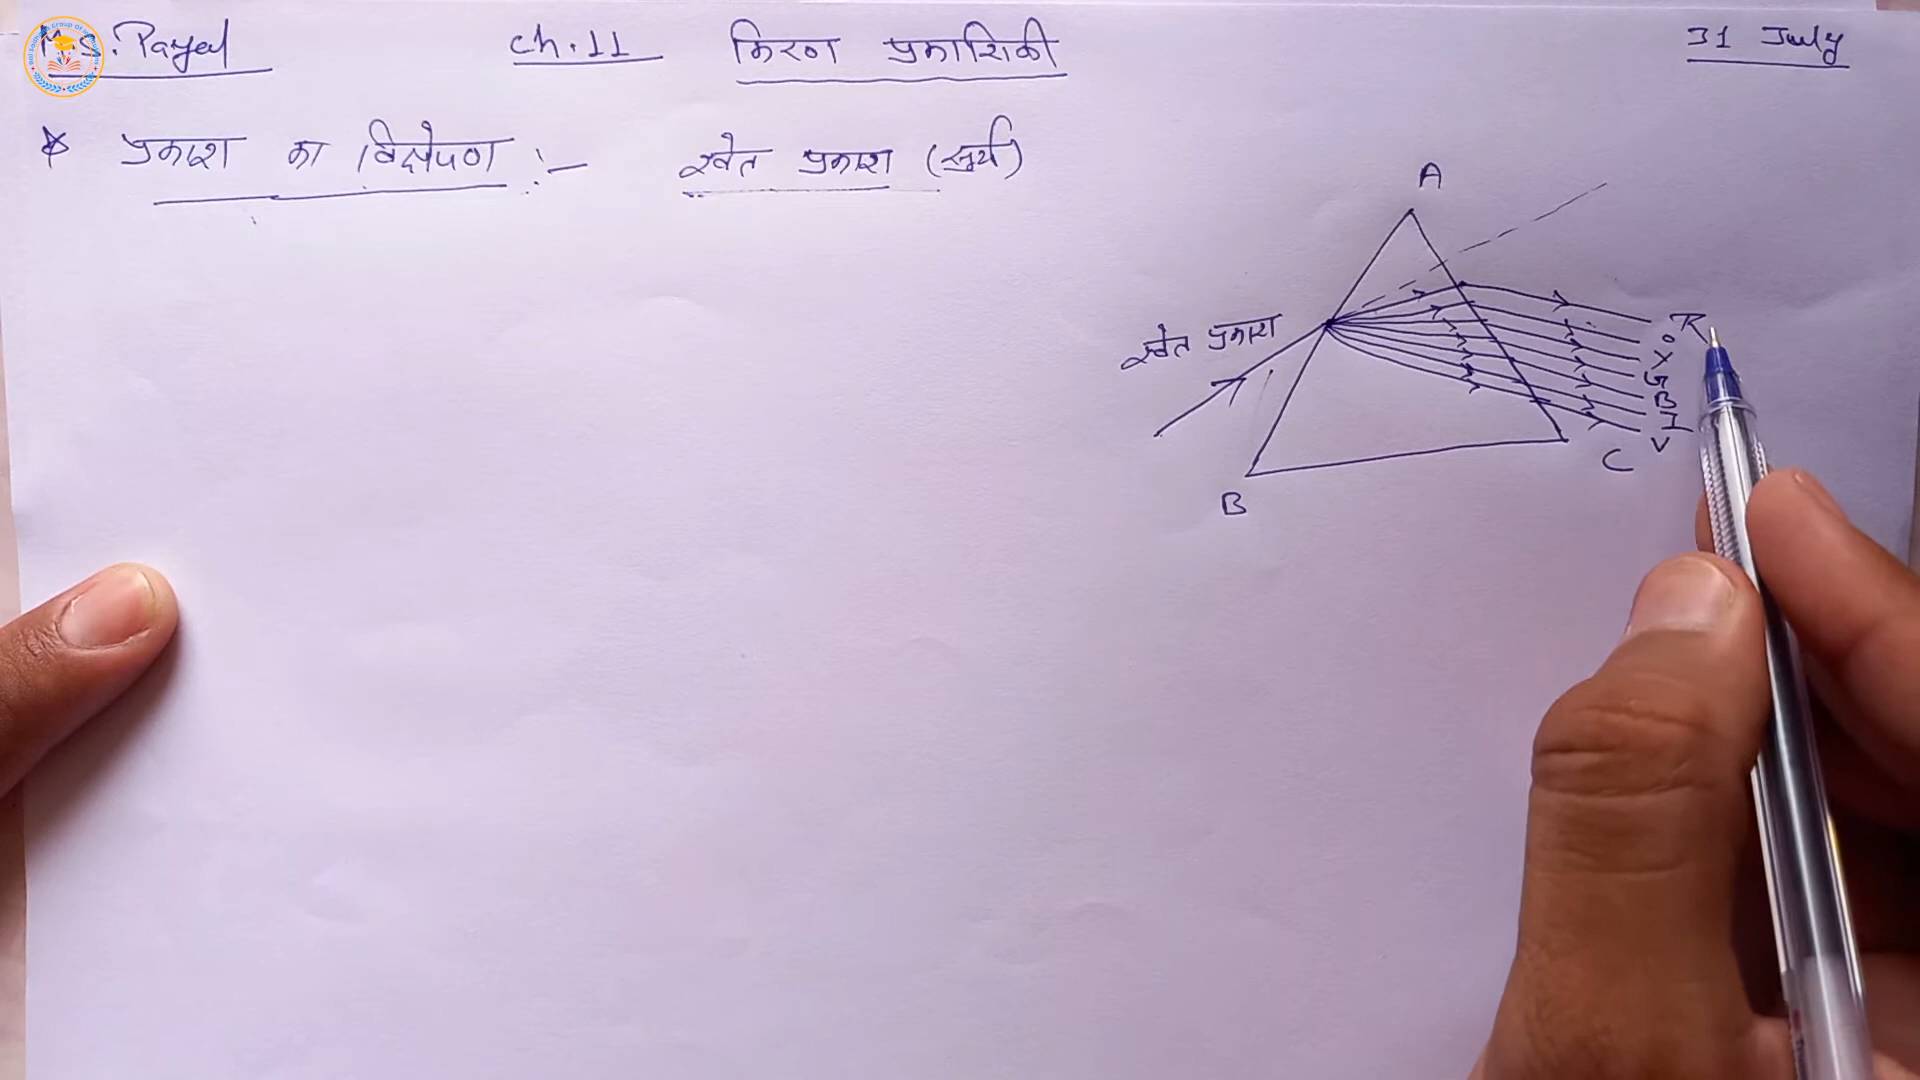 M.S. Payal
ch.11 किरण प्रकाशिकी
31 July
* प्रकाश का विक्षेपण :- श्वेत प्रकाश (सूर्य)
A
श्वेत प्रकाश
R
O
Y
G
B
I
V
C
B